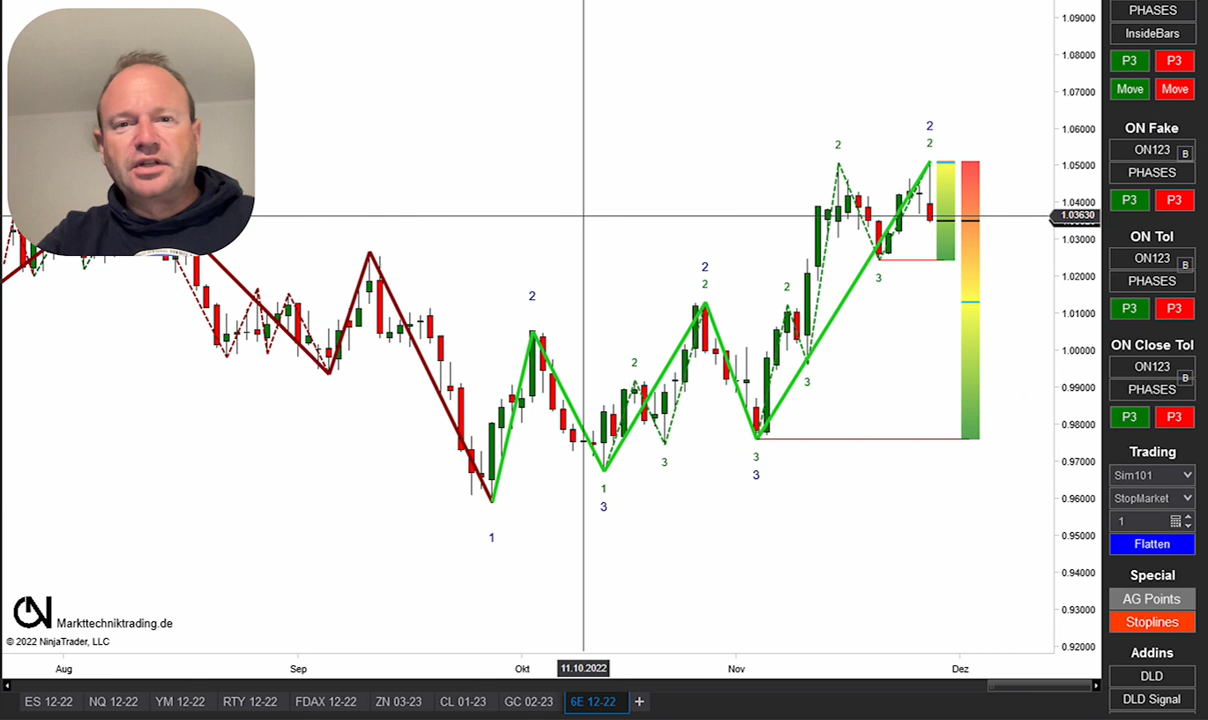 1.09000
1.08000
1.07000
1.06000
1.05000
1.04000
1.03630
1.03000
1.02000
1.01000
1.00000
0.99000
0.98000
0.97000
0.96000
0.95000
0.94000
0.93000
0.92000
2
2
2
3
2
2
2
3
2
3
2
3
1
3
3
3
1
Markttechniktrading.de
© 2022 NinjaTrader, LLC
Aug Sep Okt 11.10.2022 Nov Dez
ES 12-22 NQ 12-22 YM 12-22 RTY 12-22 FDAX 12-22 ZN 03-23 CL 01-23 GC 02-23 6E 12-22 +
PHASES
InsideBars
P3 P3
Move Move
ON Fake
ON123 B
PHASES
P3 P3
ON Tol
ON123 B
PHASES
P3 P3
ON Close Tol
ON123 B
PHASES
P3 P3
Trading
Sim101
StopMarket
1
Flatten
Special
AG Points
Stoplines
Addins
DLD
DLD Signal